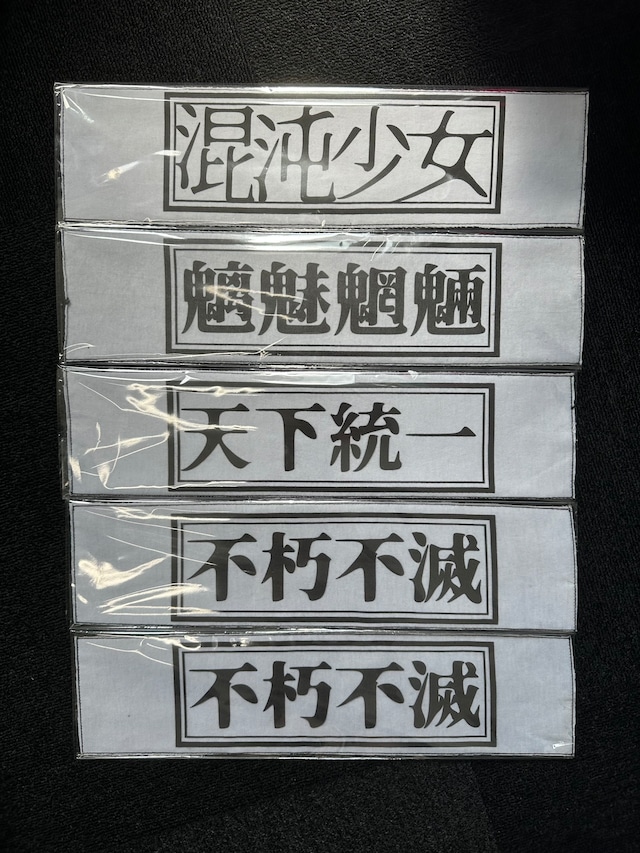 混沌少女
魑魅魍魎
天下統一
不朽不滅
不朽不滅